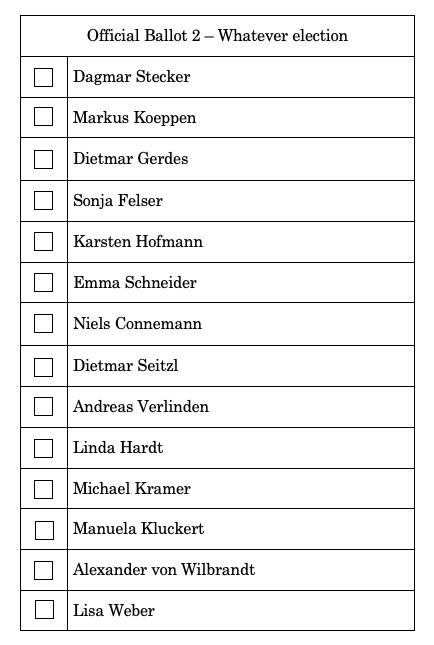 Official Ballot 2 – Whatever election
Dagmar Stecker
Markus Koeppen
Dietmar Gerdes
Sonja Felser
Karsten Hofmann
Emma Schneider
Niels Connemann
Dietmar Seitzl
Andreas Verlinden
Linda Hardt
Michael Kramer
Manuela Kluckert
Alexander von Wilbrandt
Lisa Weber